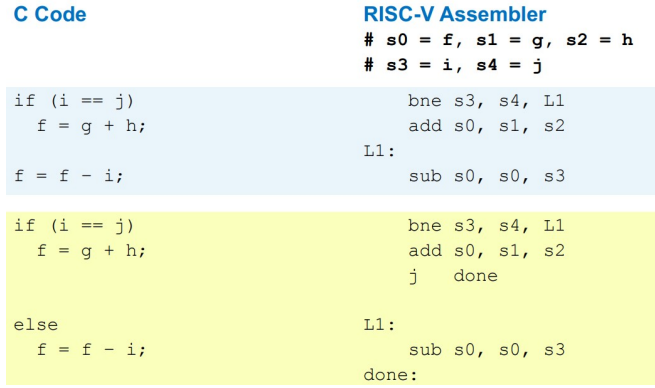 C Code RISC-V Assembler
# s0 = f, s1 = g, s2 = h
# s3 = i, s4 = j
if (i == j) bne s3, s4, L1
f = g + h; add s0, s1, s2
L1:
f = f - i; sub s0, s0, s3
if (i == j) bne s3, s4, L1
f = g + h; add s0, s1, s2
j done
else L1:
f = f - i; sub s0, s0, s3
done: